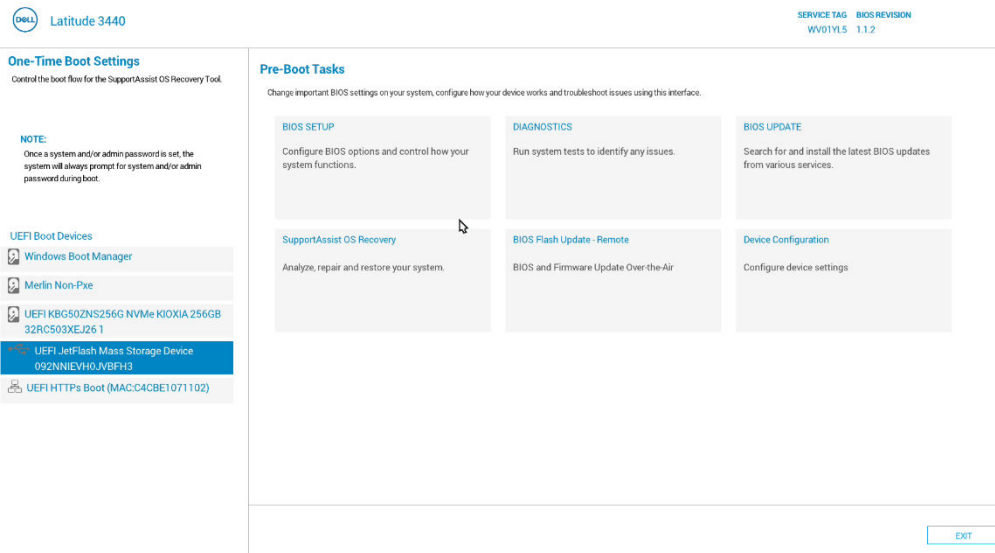 DELL
Latitude 3440
SERVICE TAG BIOS REVISION
WV01YL5 1.1.2
One-Time Boot Settings
Control the boot flow for the SupportAssist OS Recovery Tool.
NOTE:
Once a system and/or admin password is set, the
system will always prompt for system and/or admin
password during boot.
UEFI Boot Devices
Windows Boot Manager
Merlin Non-Pxe
UEFI KBG50ZNS256G NVMe KIOXIA 256GB
32RC503XEJ26 1
UEFI JetFlash Mass Storage Device
092NNIEVH0JVBFH3
UEFI HTTPs Boot (MAC:C4CBE1071102)
Pre-Boot Tasks
Change important BIOS settings on your system, configure how your device works and troubleshoot issues using this interface.
BIOS SETUP
Configure BIOS options and control how your
system functions.
DIAGNOSTICS
Run system tests to identify any issues.
BIOS UPDATE
Search for and install the latest BIOS updates
from various services.
SupportAssist OS Recovery
Analyze, repair and restore your system.
BIOS Flash Update - Remote
BIOS and Firmware Update Over-the-Air
Device Configuration
Configure device settings
EXIT